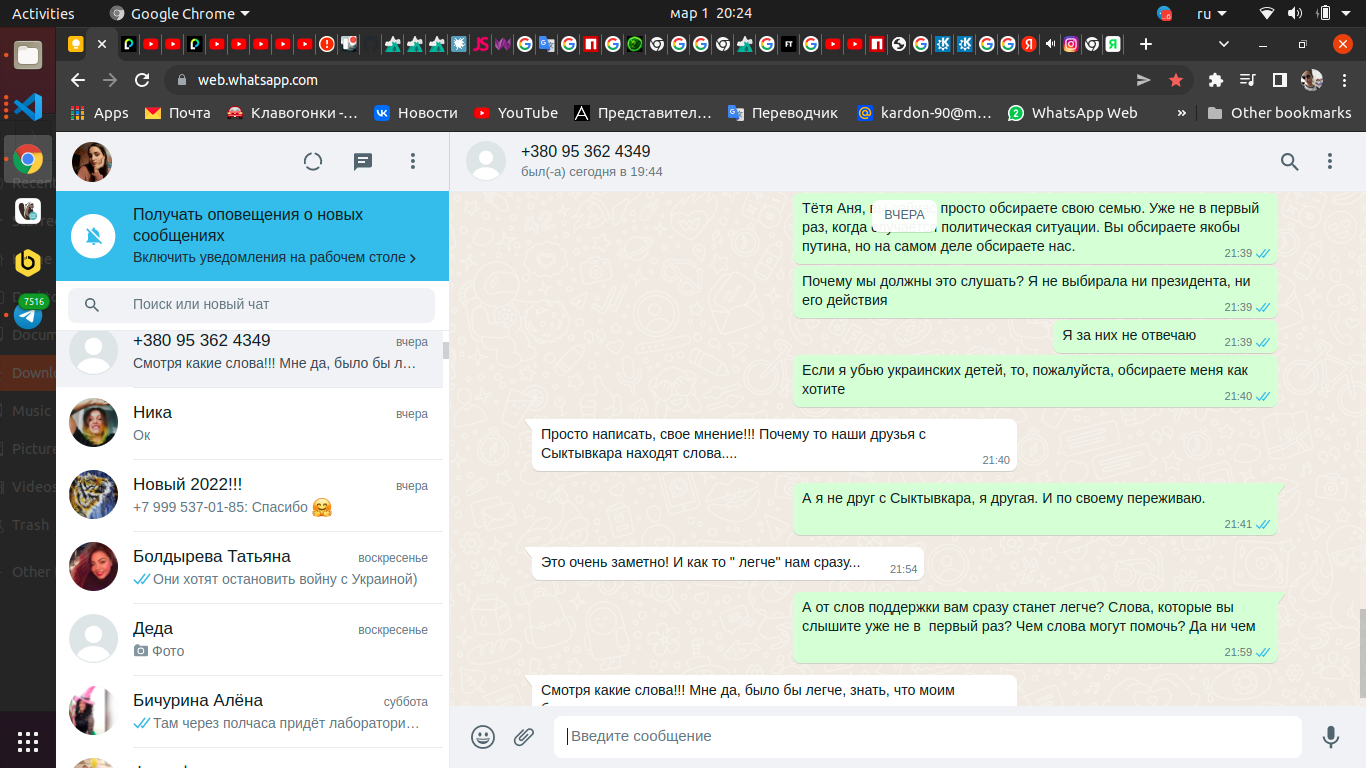 Activities
Google Chrome
мар 1 20:24
ru
web.whatsapp.com
Apps
Почта
Клавогонки -...
Новости
YouTube
Представител...
Переводчик
kardon-90@m...
WhatsApp Web
»
Other bookmarks
7516
Music
Trash
+380 95 362 4349
был(-а) сегодня в 19:44
Получать оповещения о новых
сообщениях
Включить уведомления на рабочем столе
Поиск или новый чат
+380 95 362 4349
вчера
Смотря какие слова!!! Мне да, было бы л…
Ника
вчера
Ок
Новый 2022!!!
вчера
+7 999 537-01-85: Спасибо 🤗
Болдырева Татьяна
воскресенье
Они хотят остановить войну с Украиной)
Деда
воскресенье
Фото
Бичурина Алёна
суббота
Там через полчаса придёт лаборатори…
ВЧЕРА
Тётя Аня, просто обсираете свою семью. Уже не в первый
раз, когда политическая ситуации. Вы обсираете якобы
путина, но на самом деле обсираете нас.
21:39
Почему мы должны это слушать? Я не выбирала ни президента, ни
его действия
21:39
Я за них не отвечаю
21:39
Если я убью украинских детей, то, пожалуйста, обсираете меня как
хотите
21:40
Просто написать, свое мнение!!! Почему то наши друзья с
Сыктывкара находят слова....
21:40
А я не друг с Сыктывкара, я другая. И по своему переживаю.
21:41
Это очень заметно! И как то " легче" нам сразу...
21:54
А от слов поддержки вам сразу станет легче? Слова, которые вы
слышите уже не в первый раз? Чем слова могут помочь? Да ни чем
21:59
Смотря какие слова!!! Мне да, было бы легче, знать, что моим
Введите сообщение